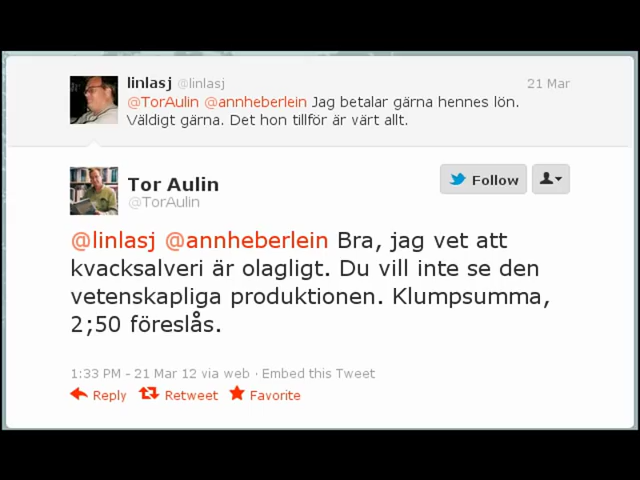 linlasj @linlasj 21 Mar
@TorAulin @annheberlein Jag betalar gärna hennes lön.
Väldigt gärna. Det hon tillför är värt allt.
Tor Aulin
@TorAulin
Follow
@linlasj @annheberlein Bra, jag vet att
kvacksalveri är olagligt. Du vill inte se den
vetenskapliga produktionen. Klumpsumma,
2;50 föreslås.
1:33 PM - 21 Mar 12 via web · Embed this Tweet
Reply Retweet Favorite